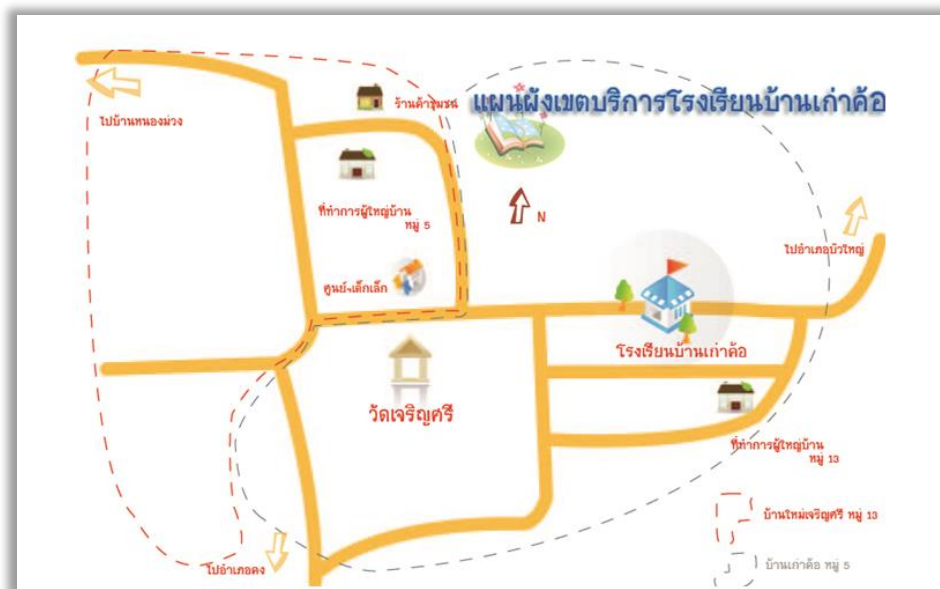 แผนผังเขตบริการโรงเรียนบ้านเก่าค้อ
ร้านค้าชุมชน
ไปบ้านหนองม่วง
ที่ทำการผู้ใหญ่บ้าน
หมู่ 5
N
ไปอำเภอบัวใหญ่
ศูนย์ฯเด็กเล็ก
โรงเรียนบ้านเก่าค้อ
วัดเจริญศรี
ที่ทำการผู้ใหญ่บ้าน
หมู่ 13
บ้านใหม่เจริญศรี หมู่ 13
บ้านเก่าค้อ หมู่ 5
ไปอำเภอคง